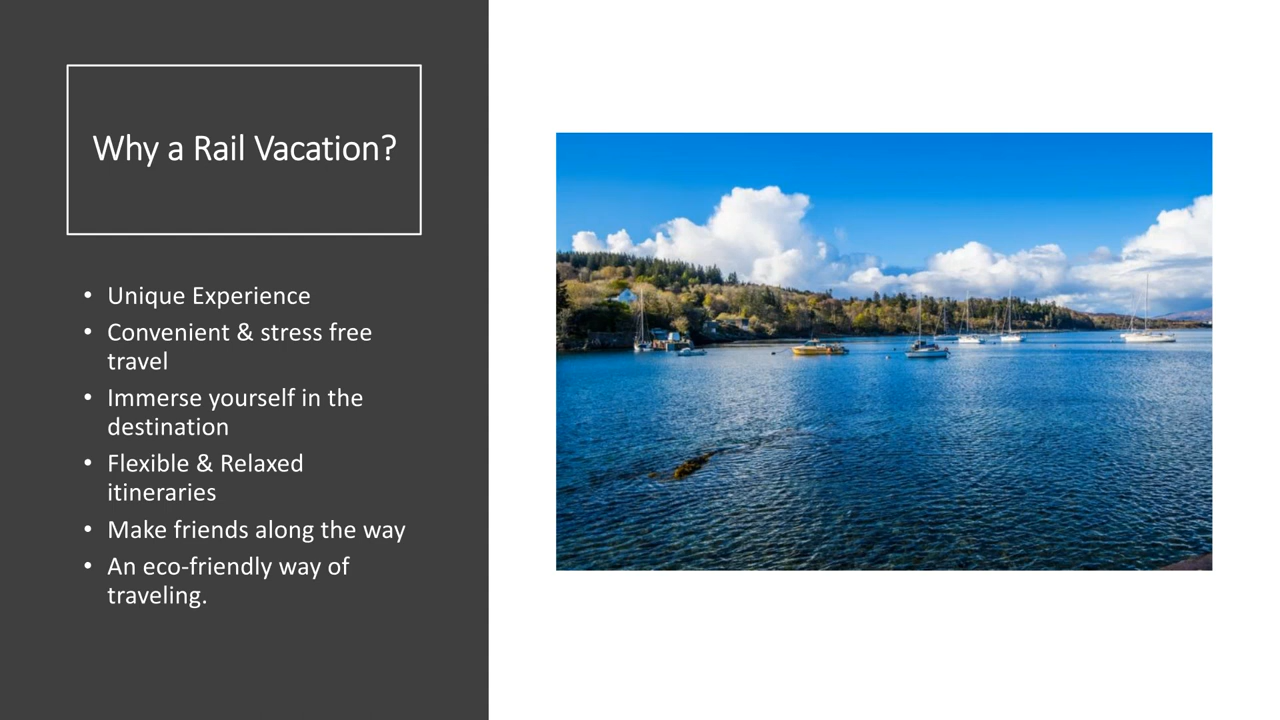 Why a Rail Vacation?
• Unique Experience
• Convenient & stress free
travel
• Immerse yourself in the
destination
• Flexible & Relaxed
itineraries
• Make friends along the way
• An eco-friendly way of
traveling.